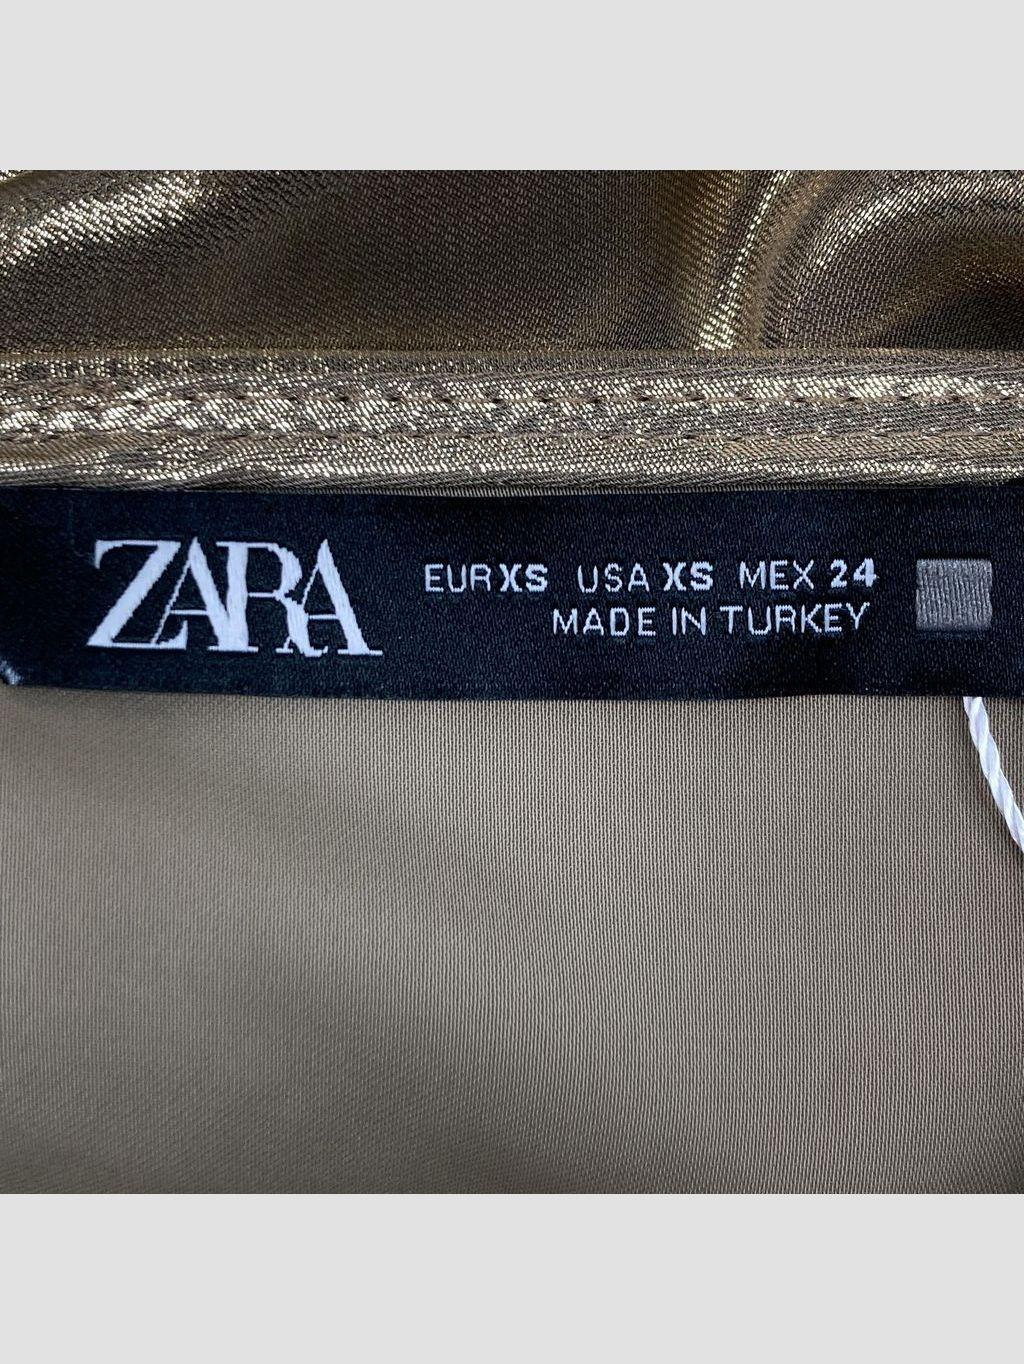 ZARA
EUR XS USA XS MEX 24
MADE IN TURKEY